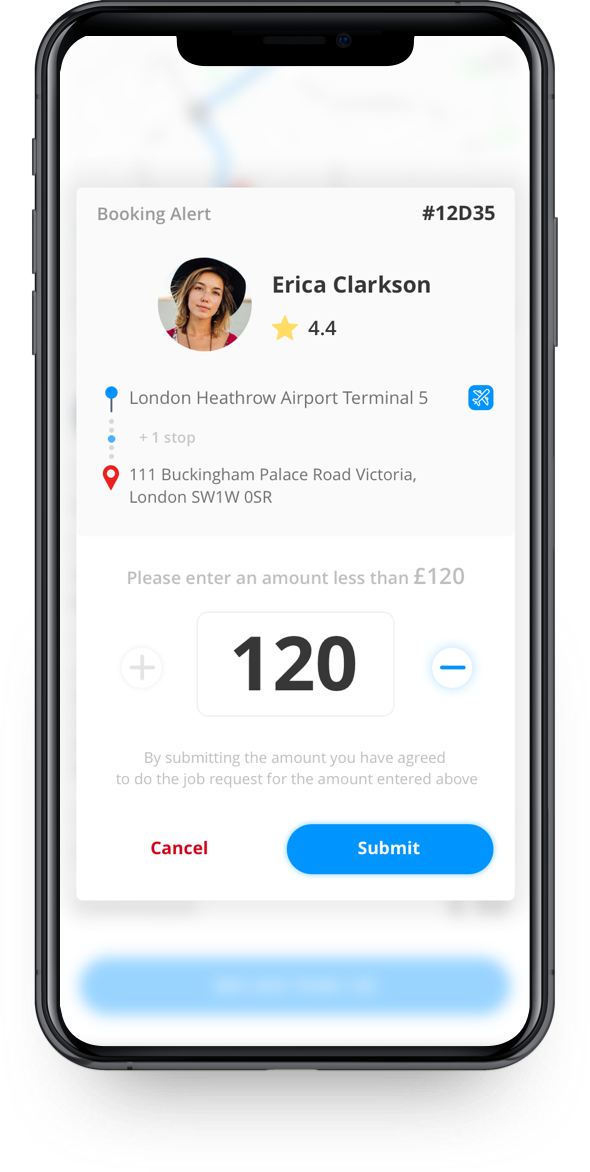 Booking Alert #12D35
Erica Clarkson
4.4
London Heathrow Airport Terminal 5
+ 1 stop
111 Buckingham Palace Road Victoria,
London SW1W 0SR
Please enter an amount less than £120
120
By submitting the amount you have agreed
to do the job request for the amount entered above
Cancel Submit